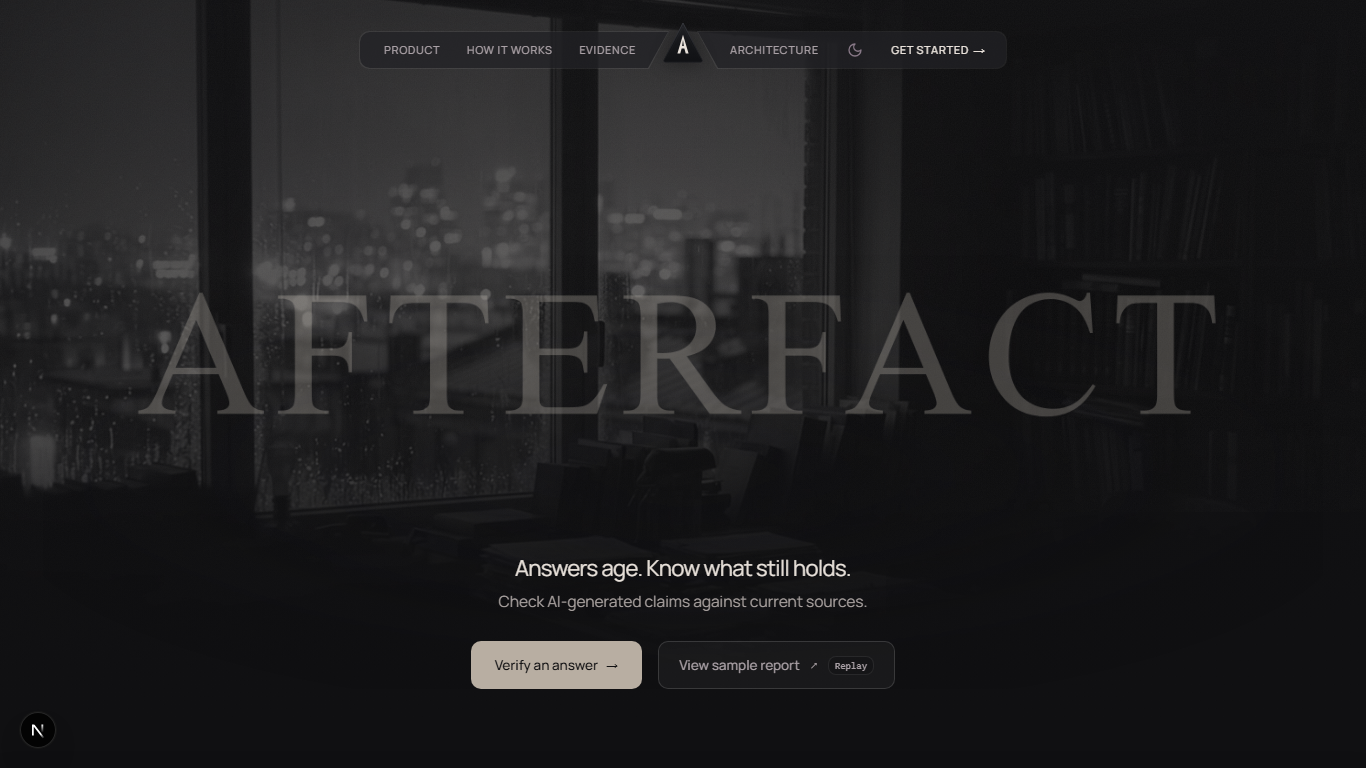 PRODUCT HOW IT WORKS EVIDENCE A ARCHITECTURE GET STARTED →
AFTERFACT
Answers age. Know what still holds.
Check AI-generated claims against current sources.
Verify an answer → View sample report ↗ Replay
N